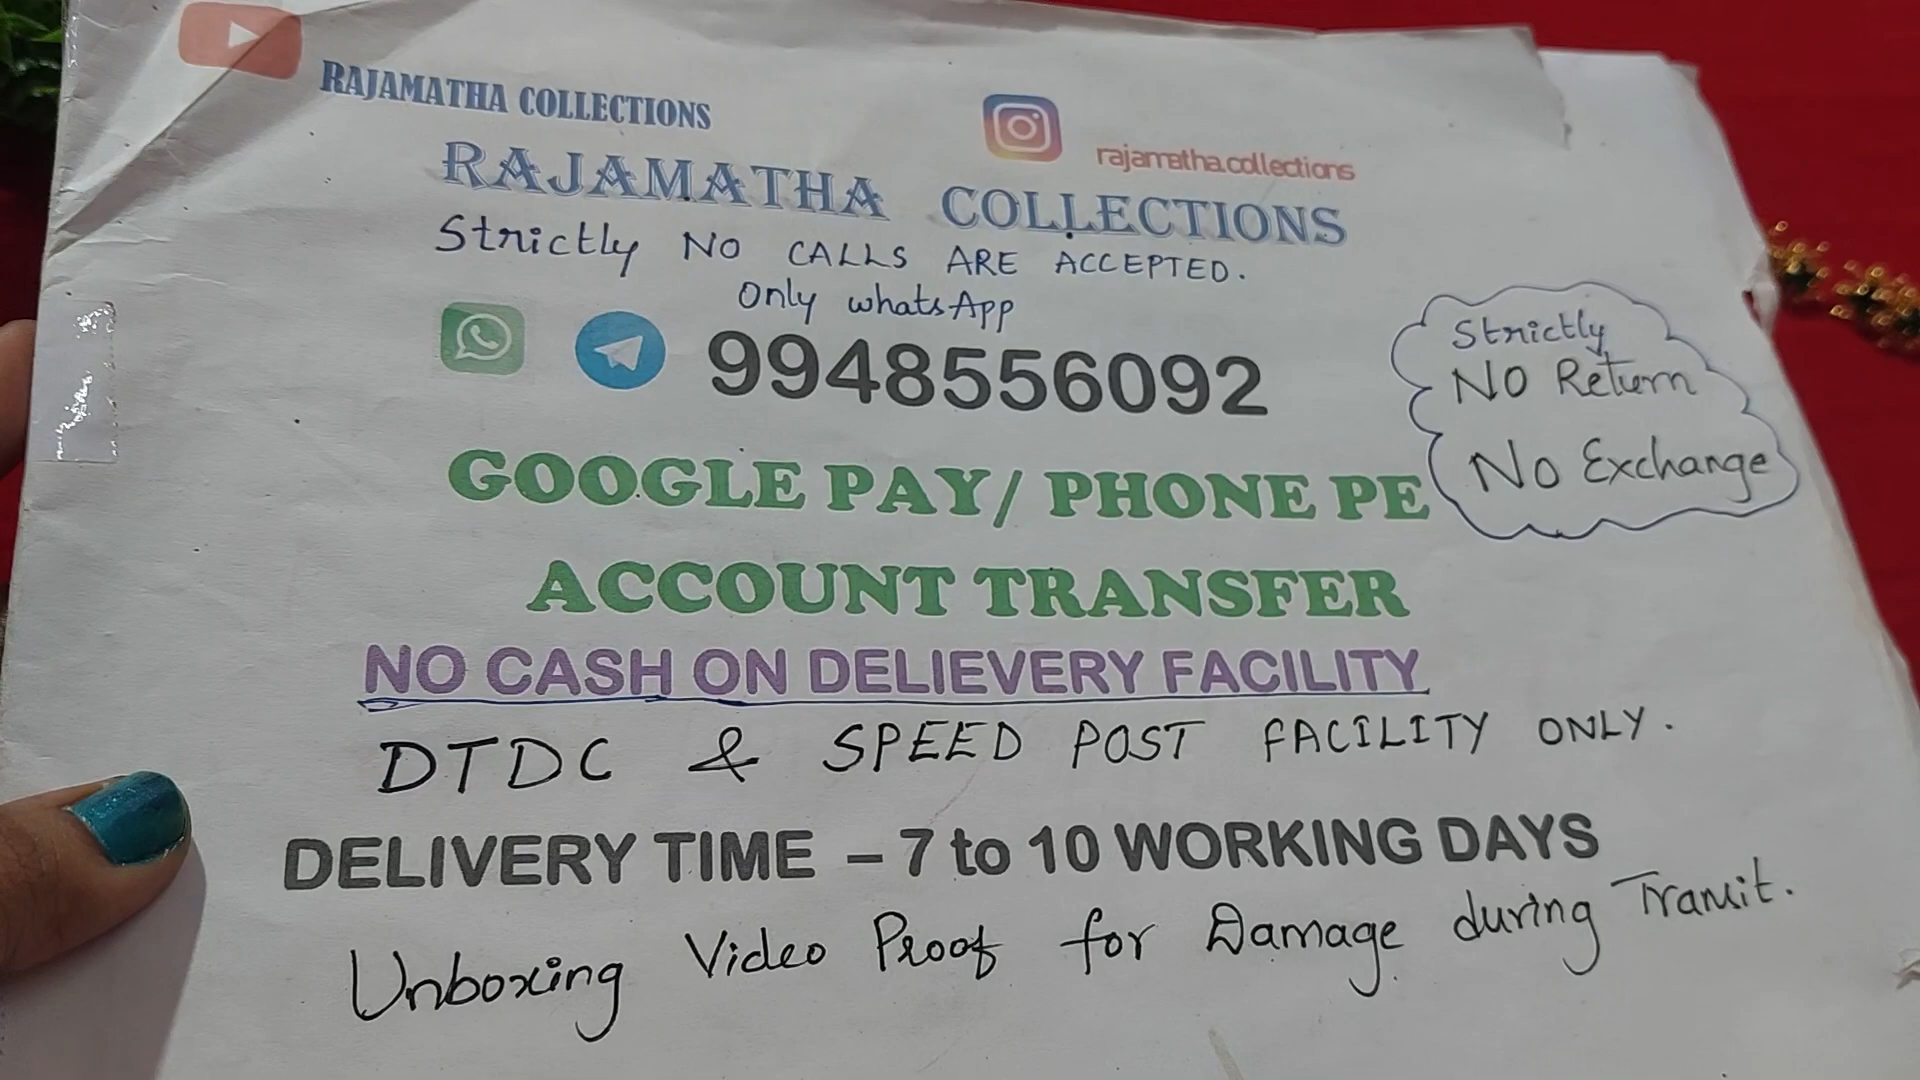 RAJAMATHA COLLECTIONS
rajamatha.collections
RAJAMATHA COLLECTIONS
Strictly NO CALLS ARE ACCEPTED.
Only whatsApp
9948556092
Strictly
NO Return
No Exchange
GOOGLE PAY/ PHONE PE
ACCOUNT TRANSFER
NO CASH ON DELIEVERY FACILITY
DTDC & SPEED POST FACILITY ONLY.
DELIVERY TIME – 7 to 10 WORKING DAYS
Unboxing Video Proof for Damage during Transit.